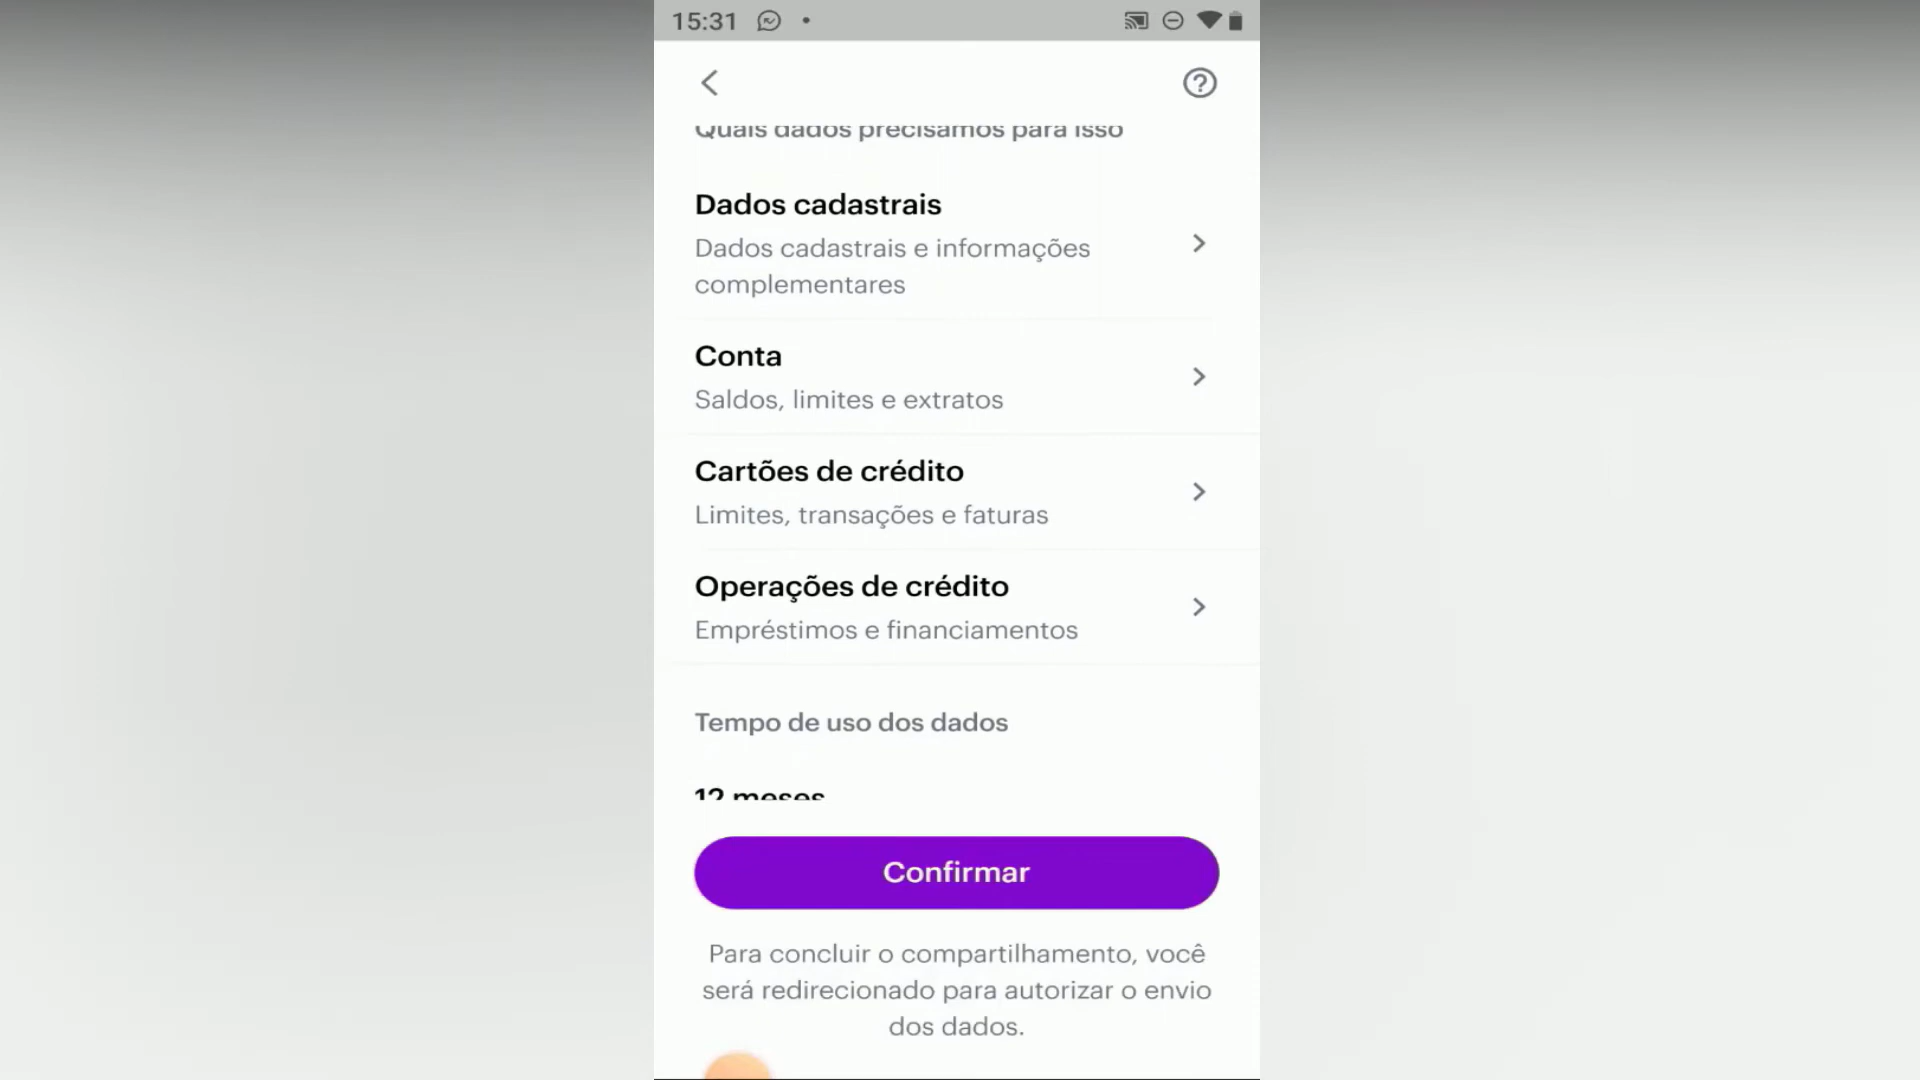 15:31
Quais dados precisamos para isso
Dados cadastrais
Dados cadastrais e informações
complementares
Conta
Saldos, limites e extratos
Cartões de crédito
Limites, transações e faturas
Operações de crédito
Empréstimos e financiamentos
Tempo de uso dos dados
12 meses
Confirmar
Para concluir o compartilhamento, você
será redirecionado para autorizar o envio
dos dados.